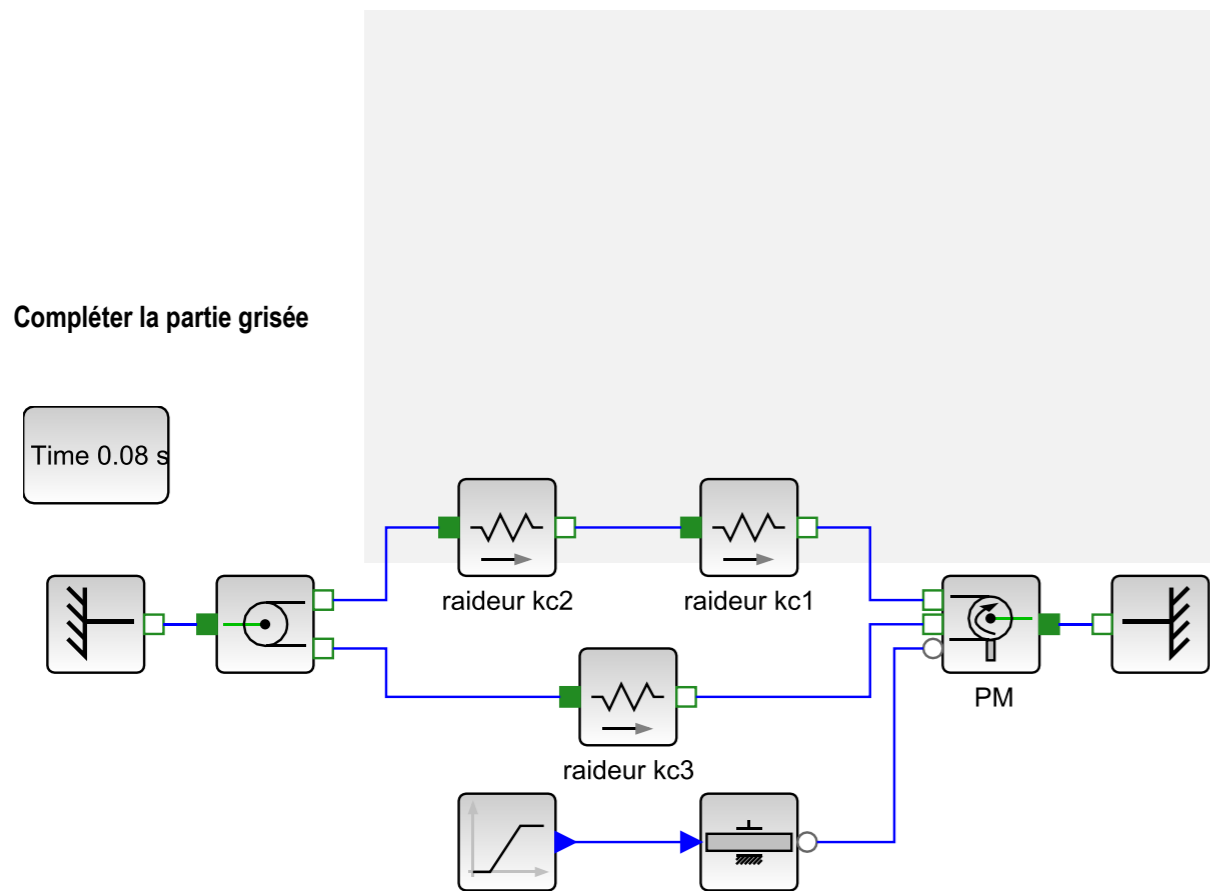 Compléter la partie grisée
Time 0.08 s
raideur kc2
raideur kc1
PM
raideur kc3